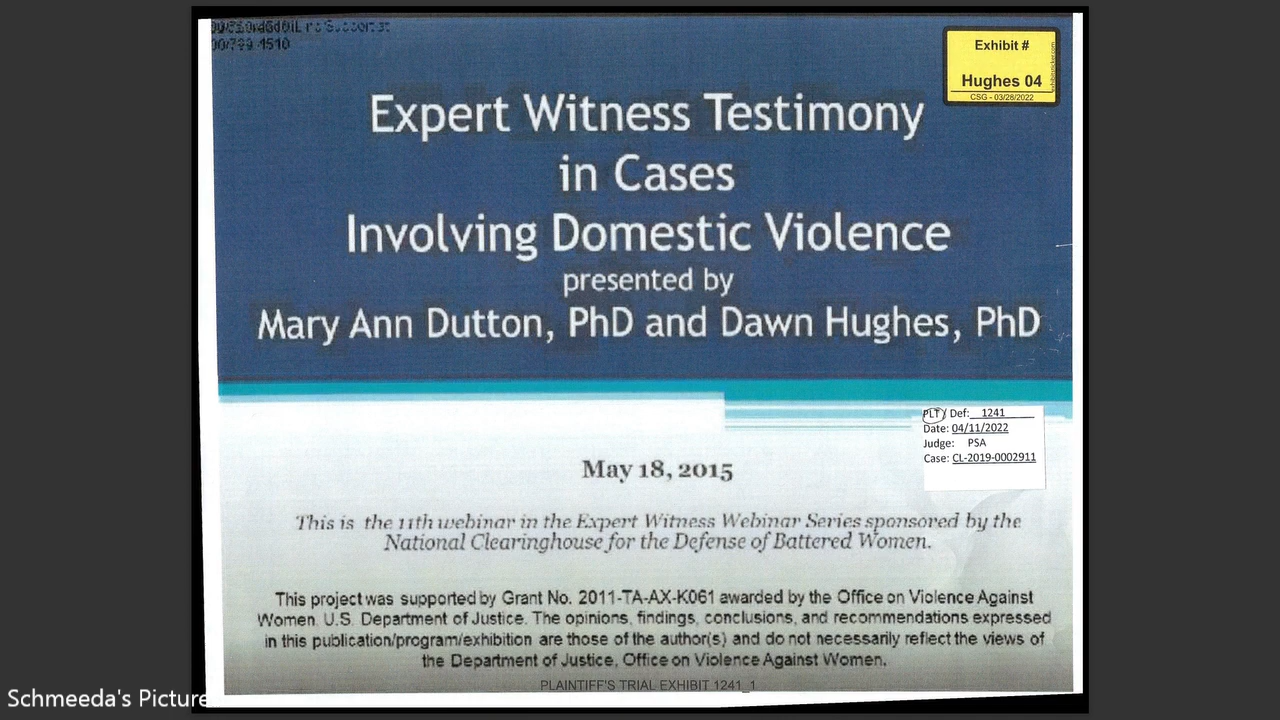 00/799-4510
Exhibit #
Hughes 04
CSG - 03/28/2022
exhibitsticker.com
Expert Witness Testimony
in Cases
Involving Domestic Violence
presented by
Mary Ann Dutton, PhD and Dawn Hughes, PhD
PLT / Def: 1241
Date: 04/11/2022
Judge: PSA
Case: CL-2019-0002911
May 18, 2015
This is the 11th webinar in the Expert Witness Webinar Series sponsored by the
National Clearinghouse for the Defense of Battered Women.
This project was supported by Grant No. 2011-TA-AX-K061 awarded by the Office on Violence Against
Women, U.S. Department of Justice. The opinions, findings, conclusions, and recommendations expressed
in this publication/program/exhibition are those of the author(s) and do not necessarily reflect the views of
the Department of Justice, Office on Violence Against Women.
PLAINTIFF'S TRIAL EXHIBIT 1241_1
Schmeeda's Picture